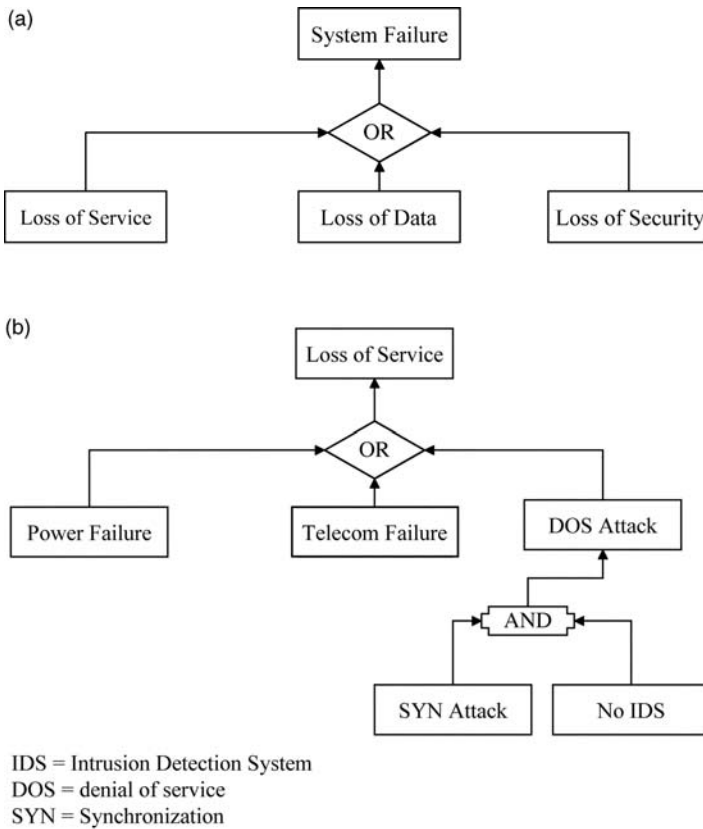 (a)
System Failure
OR
Loss of Service
Loss of Data
Loss of Security
(b)
Loss of Service
OR
Power Failure
Telecom Failure
DOS Attack
AND
SYN Attack
No IDS
IDS = Intrusion Detection System
DOS = denial of service
SYN = Synchronization